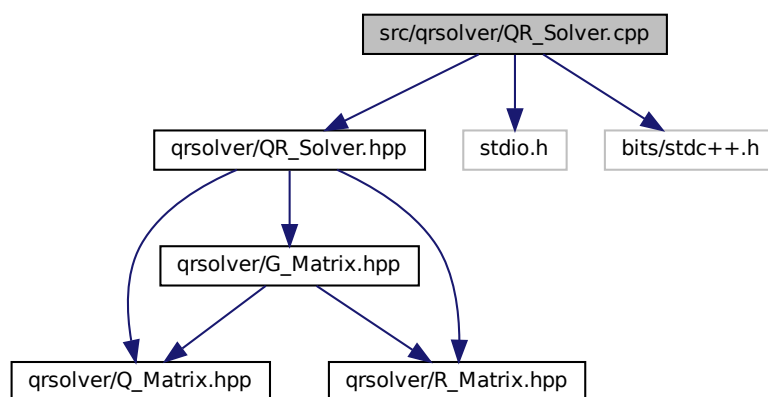 src/qrsolver/QR_Solver.cpp
qrsolver/QR_Solver.hpp
stdio.h
bits/stdc++.h
qrsolver/G_Matrix.hpp
qrsolver/Q_Matrix.hpp
qrsolver/R_Matrix.hpp